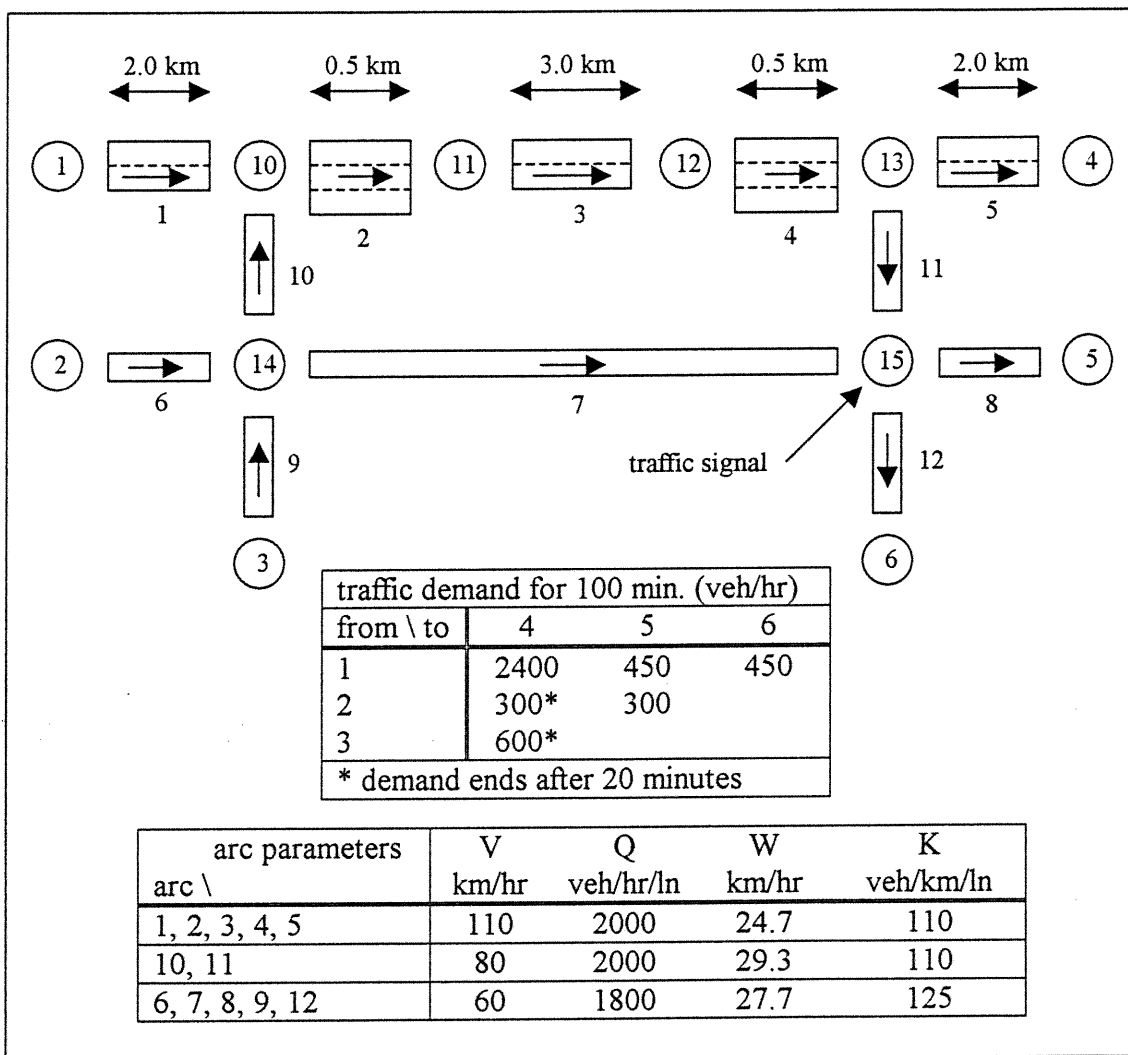 2.0 km 0.5 km 3.0 km 0.5 km 2.0 km
1 10 11 12 13 4
1 2 3 4 5
10 11
2 14 15 5
6 7 8
9 traffic signal 12
3 6
traffic demand for 100 min. (veh/hr)
from \ to 4 5 6
1 2400 450 450
2 300* 300
3 600*
* demand ends after 20 minutes
arc parameters V Q W K
arc \ km/hr veh/hr/ln km/hr veh/km/ln
1, 2, 3, 4, 5 110 2000 24.7 110
10, 11 80 2000 29.3 110
6, 7, 8, 9, 12 60 1800 27.7 125